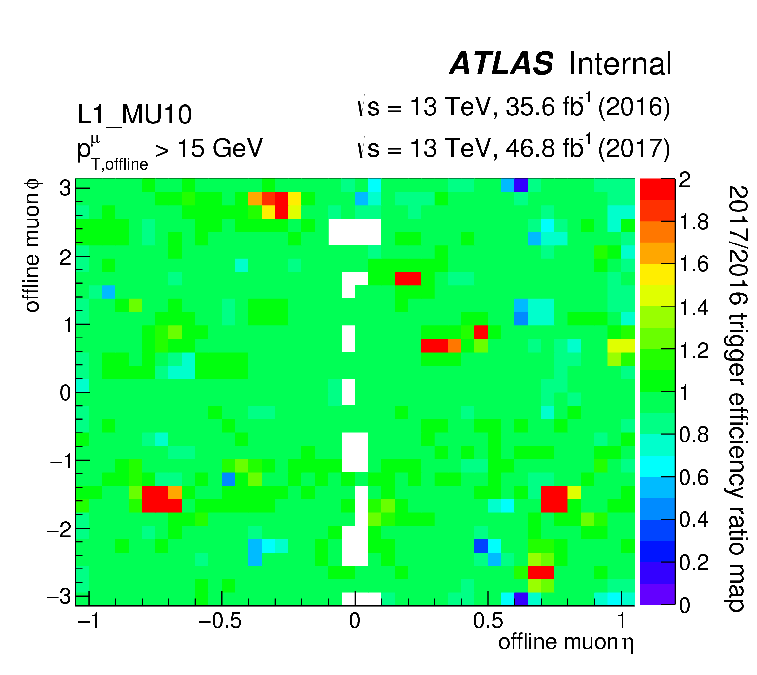 ATLAS Internal
L1_MU10
√s = 13 TeV, 35.6 fb⁻¹ (2016)
p^μ_T,offline > 15 GeV
√s = 13 TeV, 46.8 fb⁻¹ (2017)
offline muon ϕ
3
2
1
0
−1
−2
−3
−1
−0.5
0
0.5
1
offline muon η
2
1.8
1.6
1.4
1.2
1
0.8
0.6
0.4
0.2
0
2017/2016 trigger efficiency ratio map